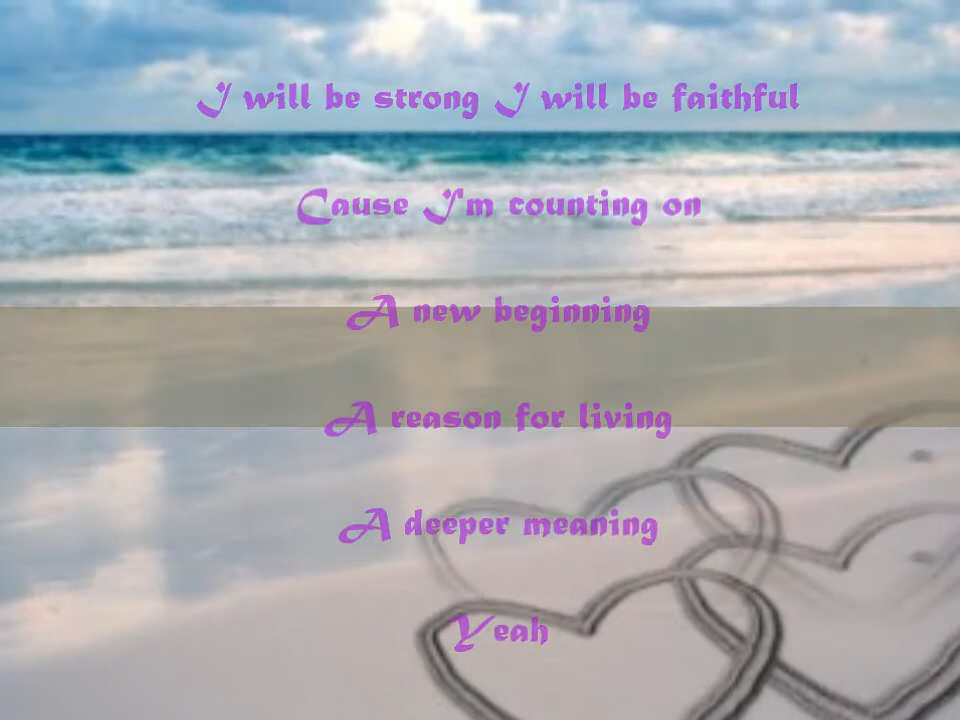 I will be strong I will be faithful
Cause I'm counting on
A new beginning
A reason for living
A deeper meaning
Yeah